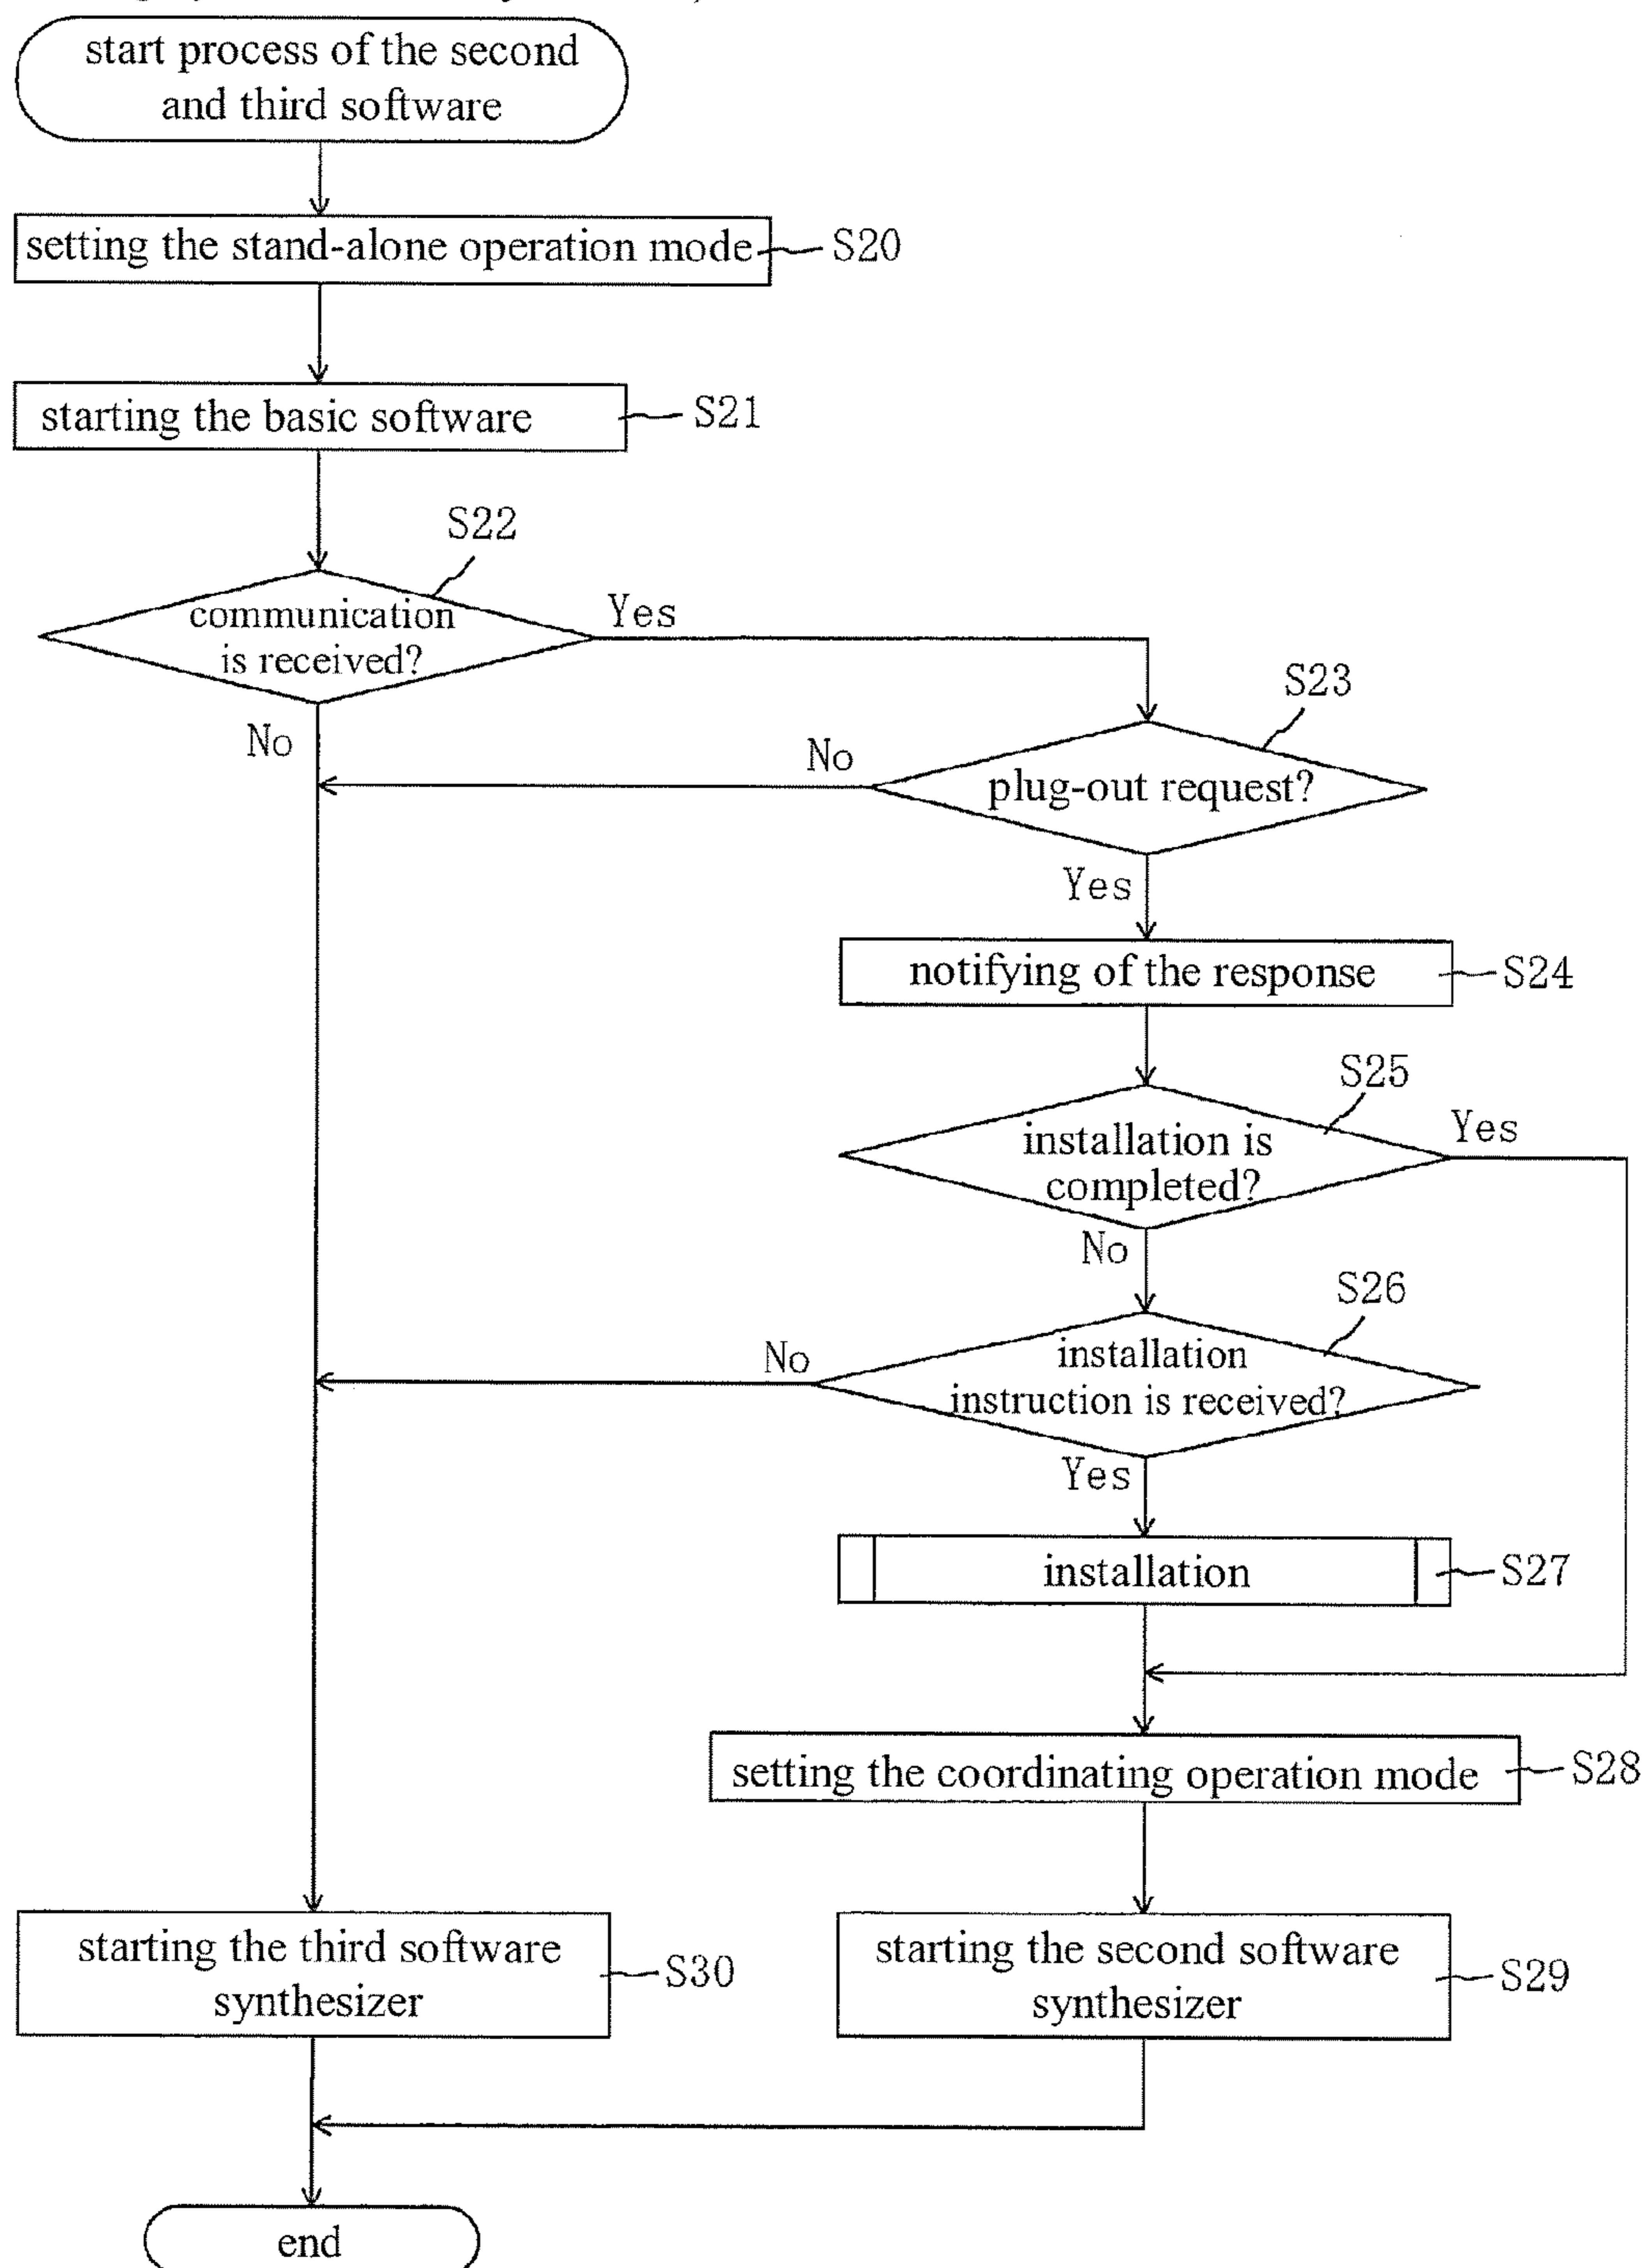 start process of the second
and third software
setting the stand-alone operation mode
S20
starting the basic software
S21
S22
communication
is received?
Yes
No
S23
plug-out request?
No
Yes
notifying of the response
S24
S25
installation is
completed?
Yes
No
S26
installation
instruction is received?
No
Yes
installation
S27
setting the coordinating operation mode
S28
starting the third software
synthesizer
S30
starting the second software
synthesizer
S29
end